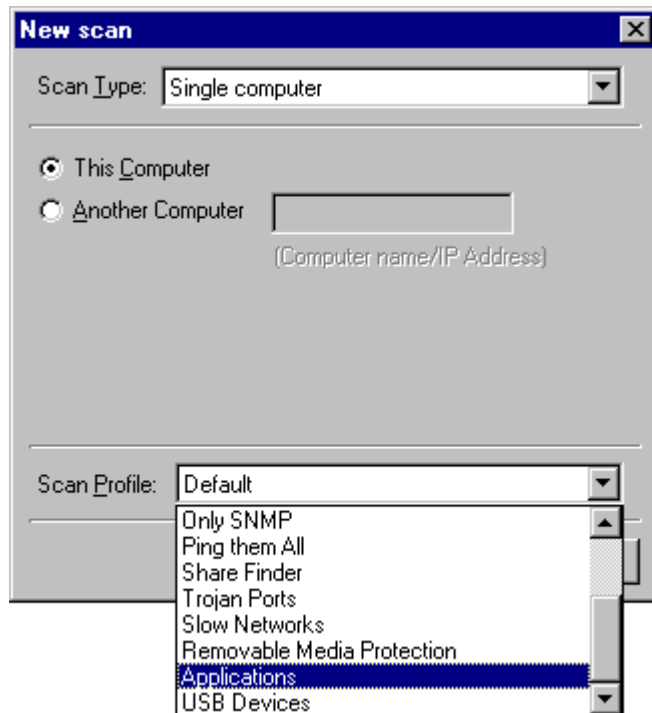 New scan
Scan Type: Single computer
This Computer
Another Computer
(Computer name/IP Address)
Scan Profile: Default
Only SNMP
Ping them All
Share Finder
Trojan Ports
Slow Networks
Removable Media Protection
Applications
USB Devices